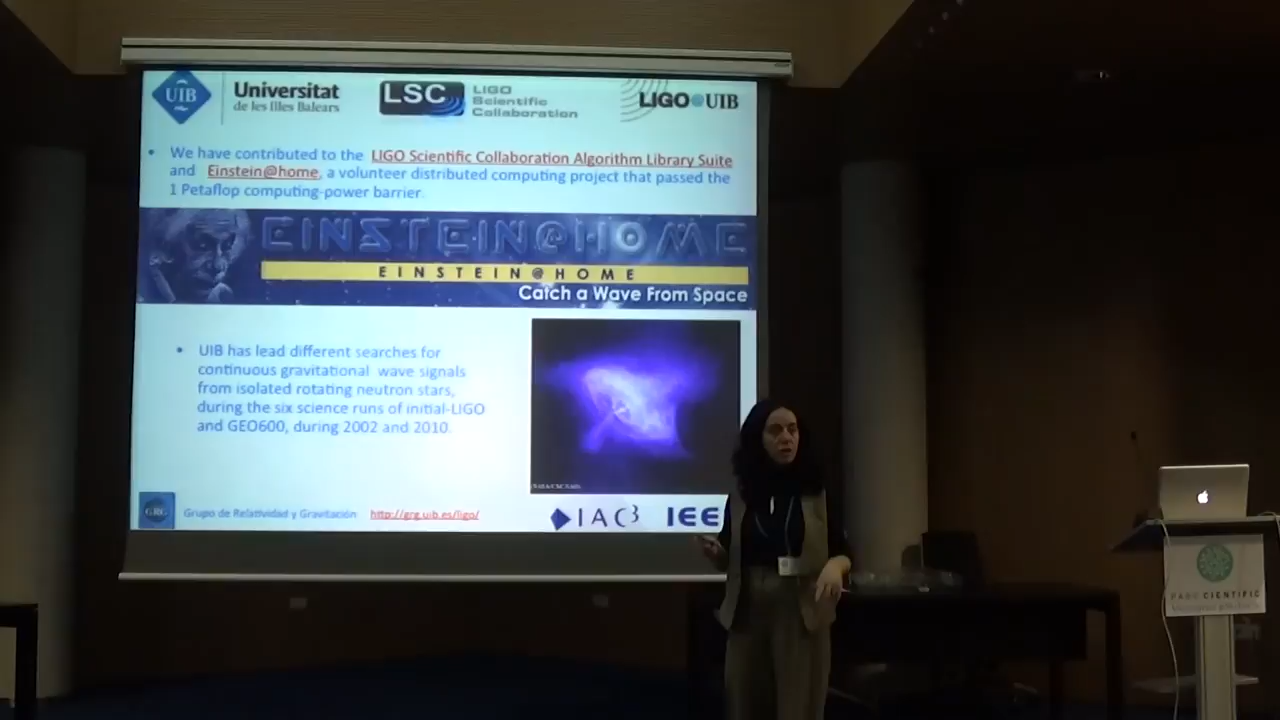 UIB
Universitat
de les Illes Balears
LSC
LIGO
Scientific
Collaboration
LIGO UIB
• We have contributed to the LIGO Scientific Collaboration Algorithm Library Suite
and Einstein@home, a volunteer distributed computing project that passed the
1 Petaflop computing-power barrier.
EINSTEIN@HOME
EINSTEIN@HOME
Catch a Wave From Space
• UIB has lead different searches for
continuous gravitational wave signals
from isolated rotating neutron stars,
during the six science runs of initial-LIGO
and GEO600, during 2002 and 2010.
GRG
Grupo de Relatividad y Gravitación
http://grg.uib.es/ligo/
IAC3
IEE
PARC CIENTIFIC